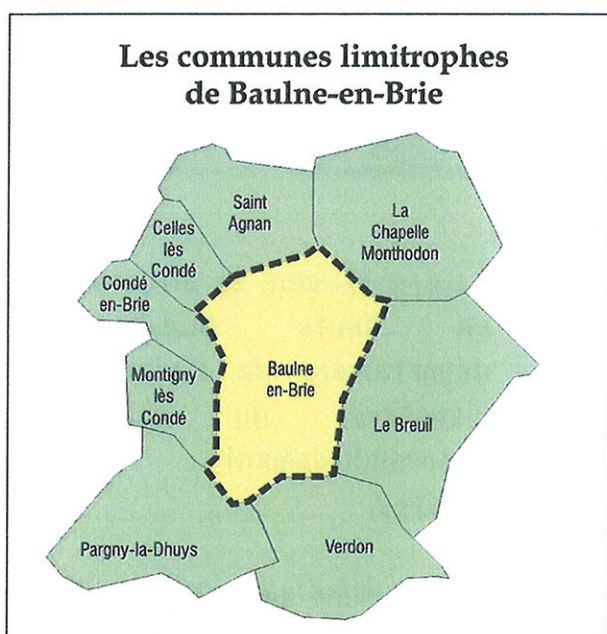 Les communes limitrophes
de Baulne-en-Brie
Saint
Agnan
La
Chapelle
Monthodon
Celles
lès
Condé
Condé
en-Brie
Baulne
en-Brie
Montigny
lès
Condé
Le Breuil
Pargny-la-Dhuys
Verdon